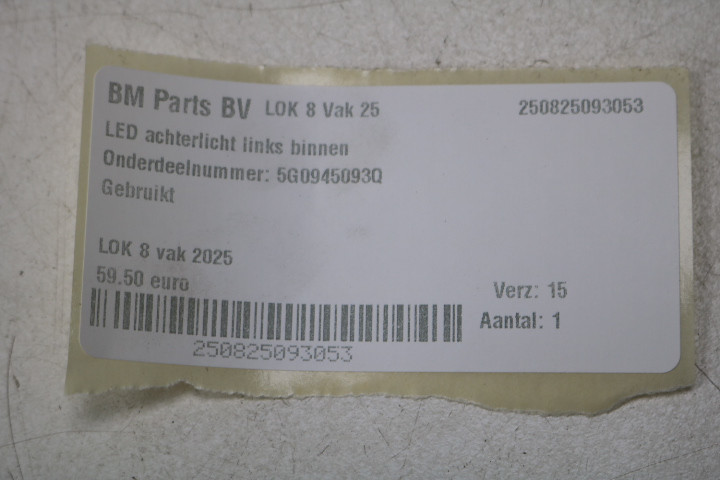 BM Parts BV LOK 8 Vak 25 250825093053
LED achterlicht links binnen
Onderdeelnummer: 5G0945093Q
Gebruikt
LOK 8 vak 2025
59.50 euro
Verz: 15
Aantal: 1
250825093053